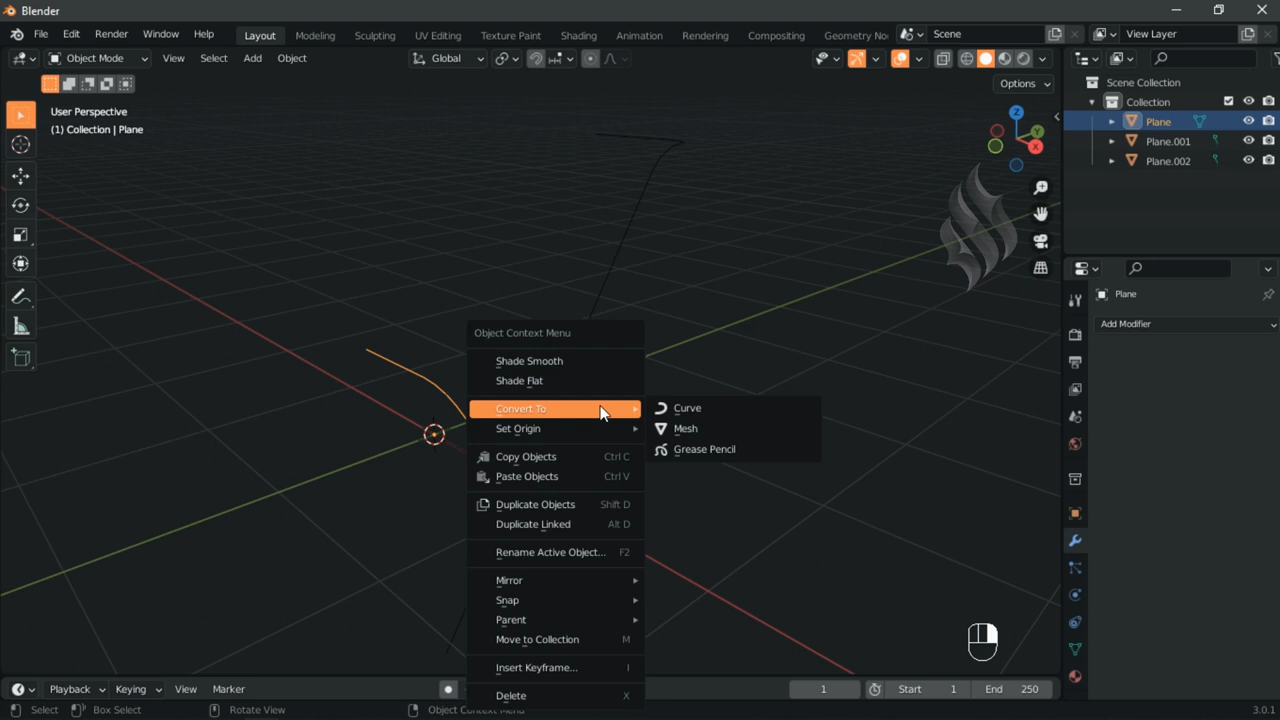 Blender
File Edit Render Window Help Layout Modeling Sculpting UV Editing Texture Paint Shading Animation Rendering Compositing Geometry No Scene View Layer
Object Mode View Select Add Object Global
Options
User Perspective
(1) Collection | Plane
Scene Collection
Collection
Plane
Plane.001
Plane.002
Z
Y
X
Plane
Add Modifier
Object Context Menu
Shade Smooth
Shade Flat
Convert To
Set Origin
Copy Objects Ctrl C
Paste Objects Ctrl V
Duplicate Objects Shift D
Duplicate Linked Alt D
Rename Active Object... F2
Mirror
Snap
Parent
Move to Collection M
Insert Keyframe... I
Delete X
Curve
Mesh
Grease Pencil
Playback Keying View Marker 1 Start 1 End 250
Select Box Select Rotate View Object Context Menu 3.0.1